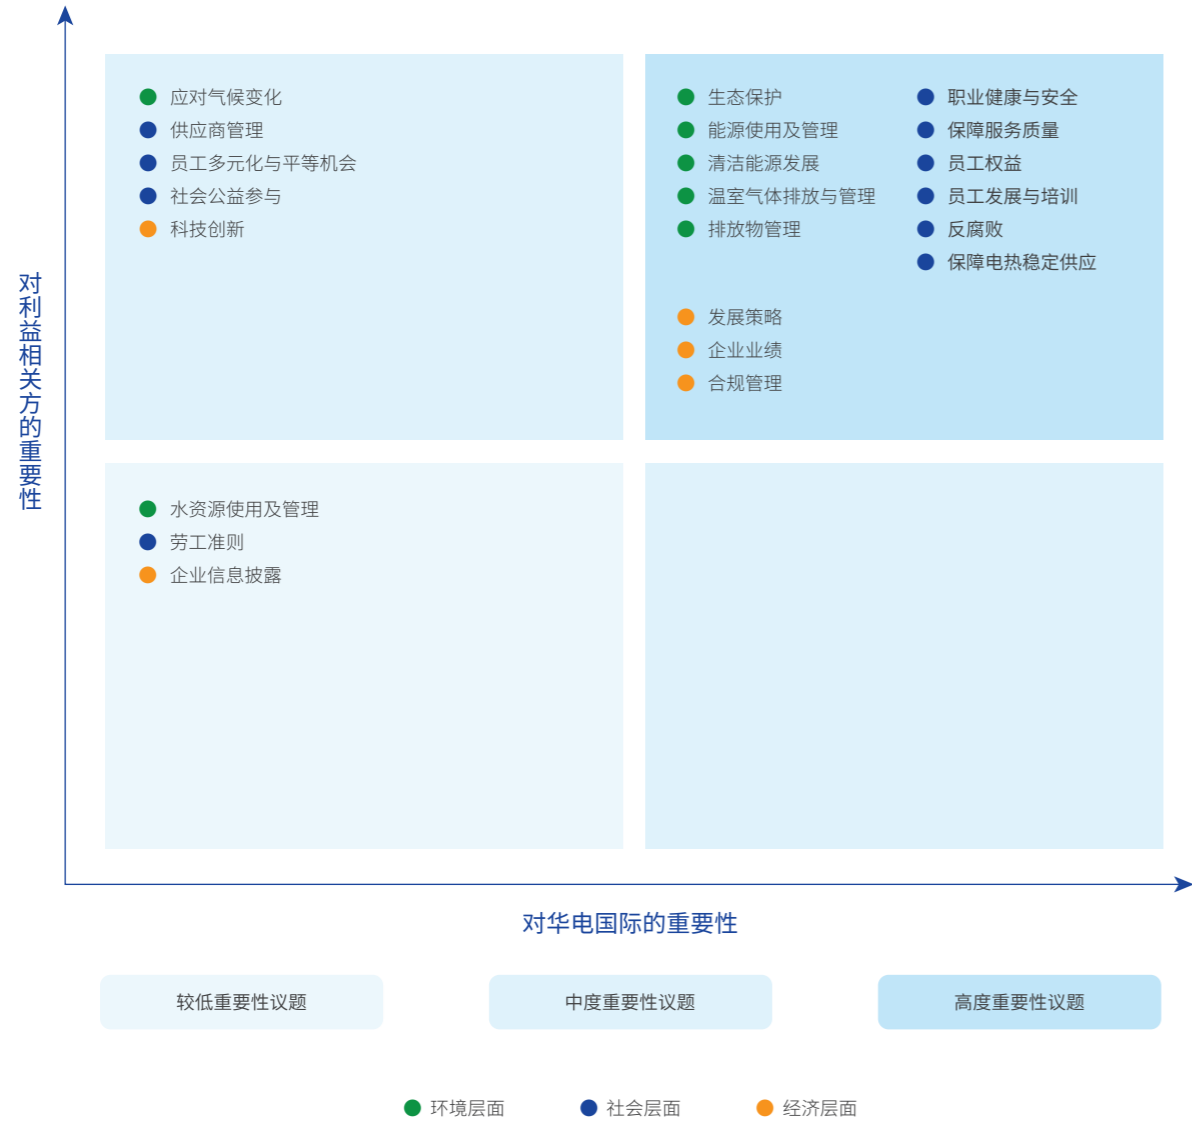 对利益相关方的重要性
应对气候变化
供应商管理
员工多元化与平等机会
社会公益参与
科技创新
生态保护
能源使用及管理
清洁能源发展
温室气体排放与管理
排放物管理
职业健康与安全
保障服务质量
员工权益
员工发展与培训
反腐败
保障电热稳定供应
发展策略
企业业绩
合规管理
水资源使用及管理
劳工准则
企业信息披露
对华电国际的重要性
较低重要性议题
中度重要性议题
高度重要性议题
环境层面
社会层面
经济层面